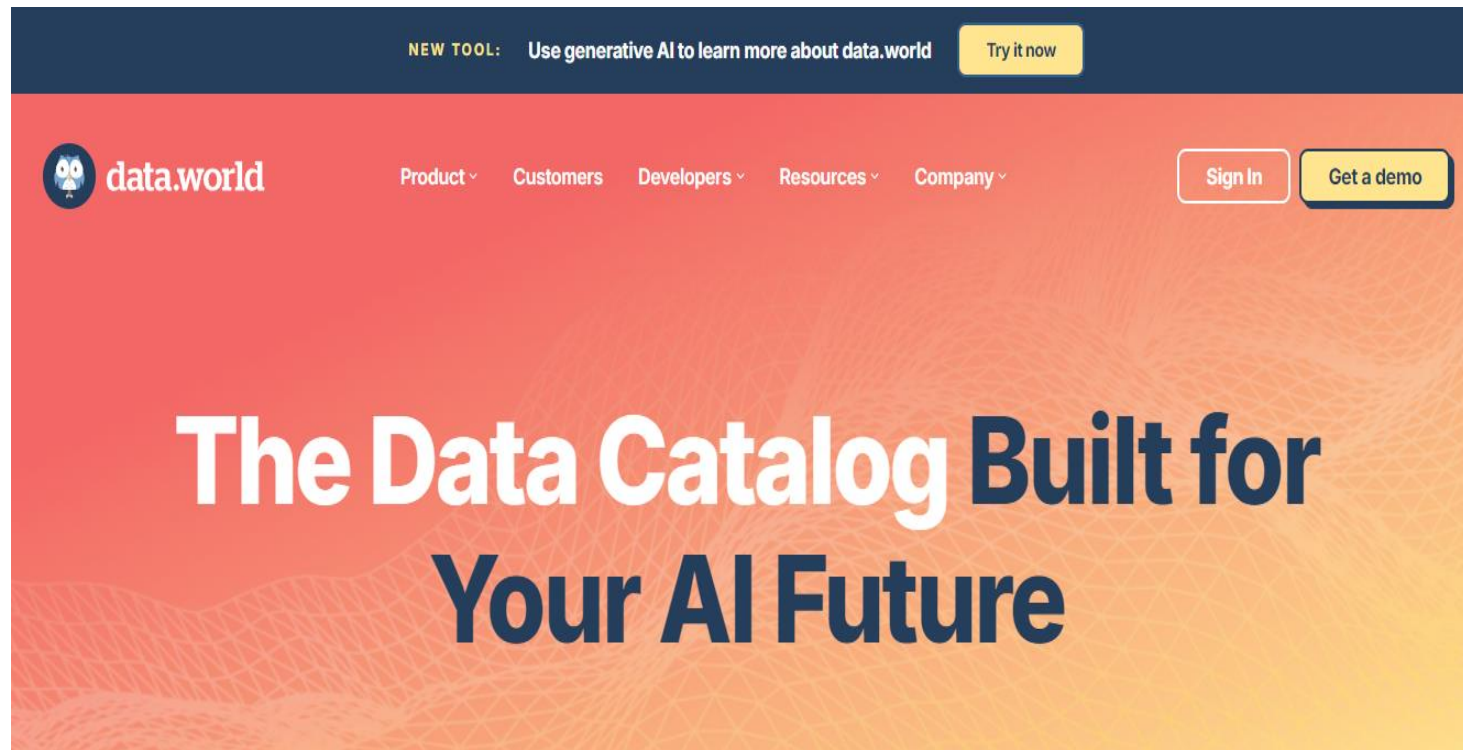 NEW TOOL: Use generative AI to learn more about data.world Try it now
data.world Product Customers Developers Resources Company Sign In Get a demo
The Data Catalog Built for
Your AI Future